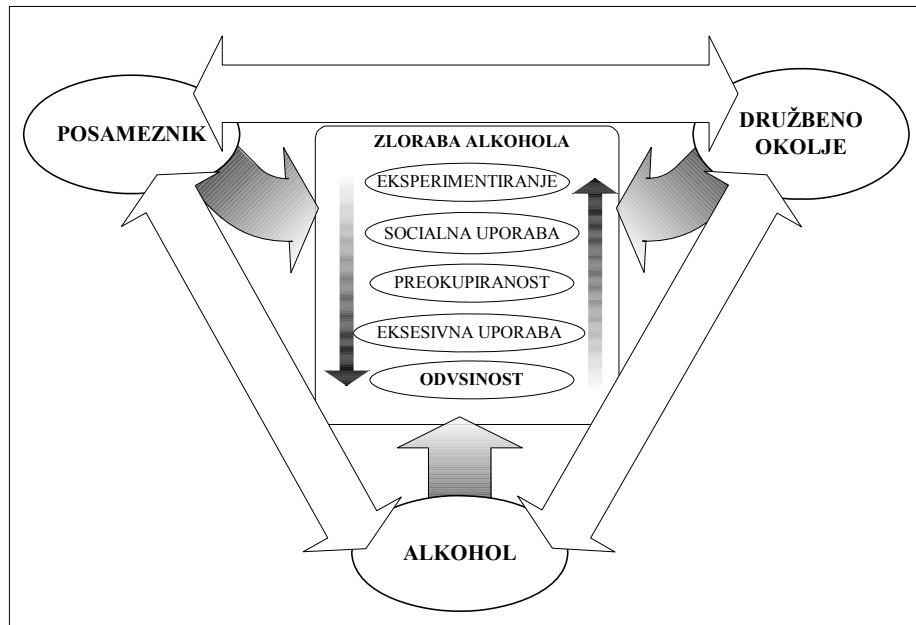 POSAMEZNIK
DRUŽBENO
OKOLJE
ZLORABA ALKOHOLA
EKSPERIMENTIRANJE
SOCIALNA UPORABA
PREOKUPIRANOST
EKSESIVNA UPORABA
ODVSINOST
ALKOHOL